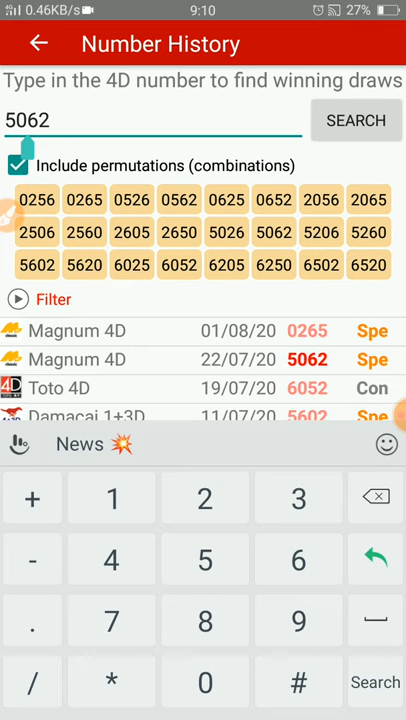 4G 0.46KB/s 9:10 27%
Number History
Type in the 4D number to find winning draws
5062 SEARCH
Include permutations (combinations)
0256 0265 0526 0562 0625 0652 2056 2065
2506 2560 2605 2650 5026 5062 5206 5260
5602 5620 6025 6052 6205 6250 6502 6520
Filter
Magnum 4D 01/08/20 0265 Spe
Magnum 4D 22/07/20 5062 Spe
4D Toto 4D 19/07/20 6052 Con
Damacai 1+3D 11/07/20 5602 Spe
News 💥
+ 1 2 3
- 4 5 6
. 7 8 9
/ * 0 # Search